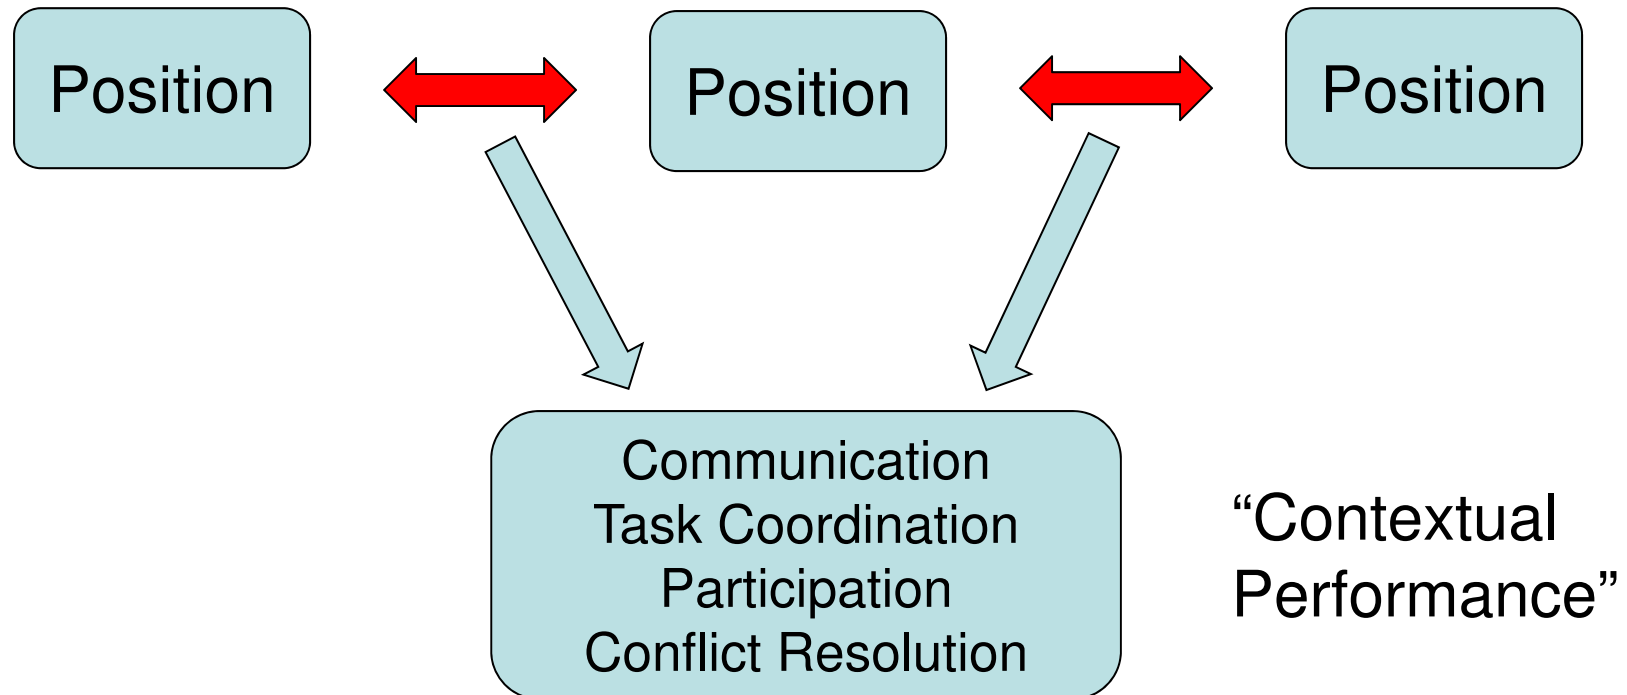 Position
Position
Position
Communication
Task Coordination
Participation
Conflict Resolution
“Contextual
Performance”